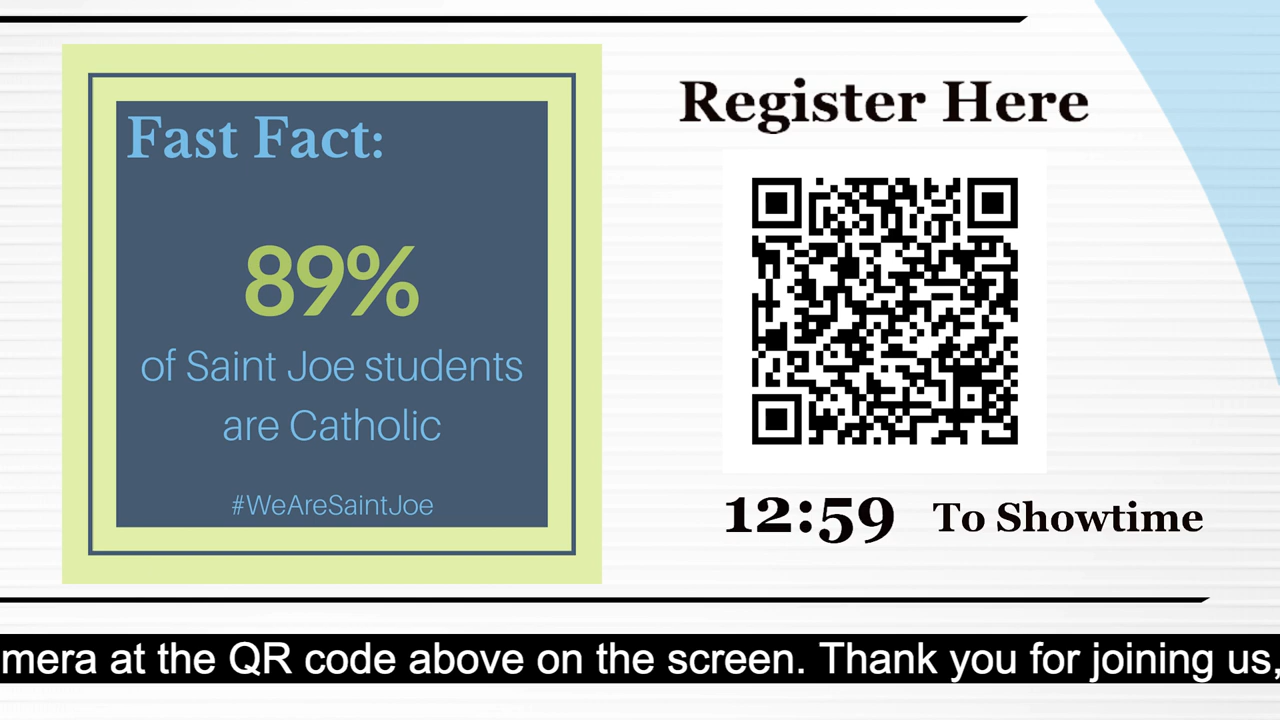 Fast Fact:
89%
of Saint Joe students
are Catholic
#WeAreSaintJoe
Register Here
12:59 To Showtime
mera at the QR code above on the screen. Thank you for joining us,